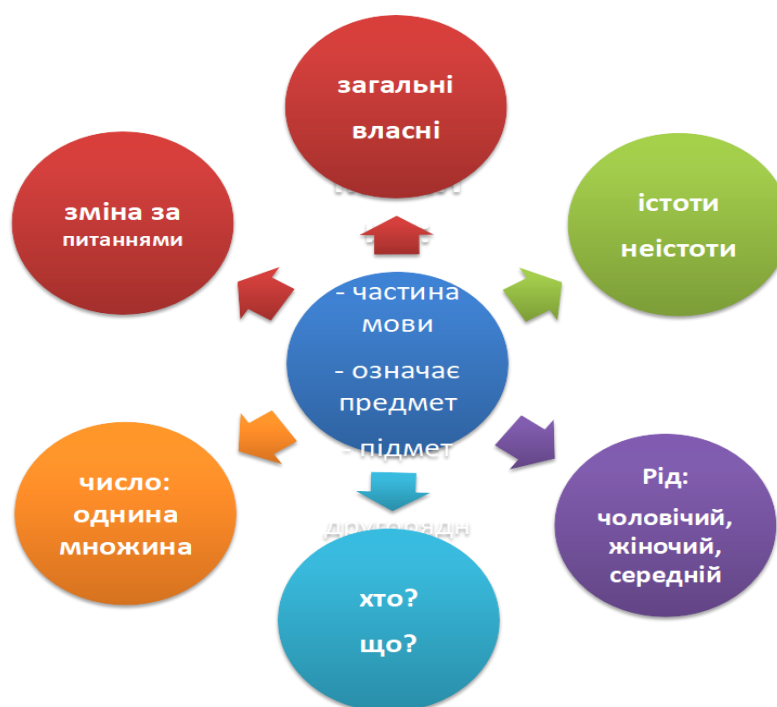 загальні
власні
зміна за
питаннями
істоти
неістоти
- частина
мови
- означає
предмет
- підмет
другорядн
число:
однина
множина
Рід:
чоловічий,
жіночий,
середній
хто?
що?